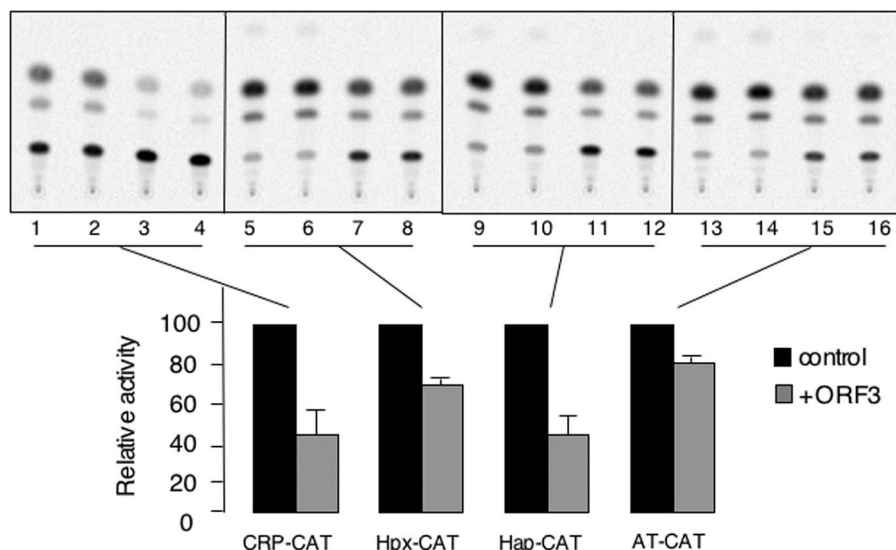 1 2 3 4 5 6 7 8 9 10 11 12 13 14 15 16
Relative activity
100
80
60
40
20
0
control
+ORF3
CRP-CAT Hpx-CAT Hap-CAT AT-CAT